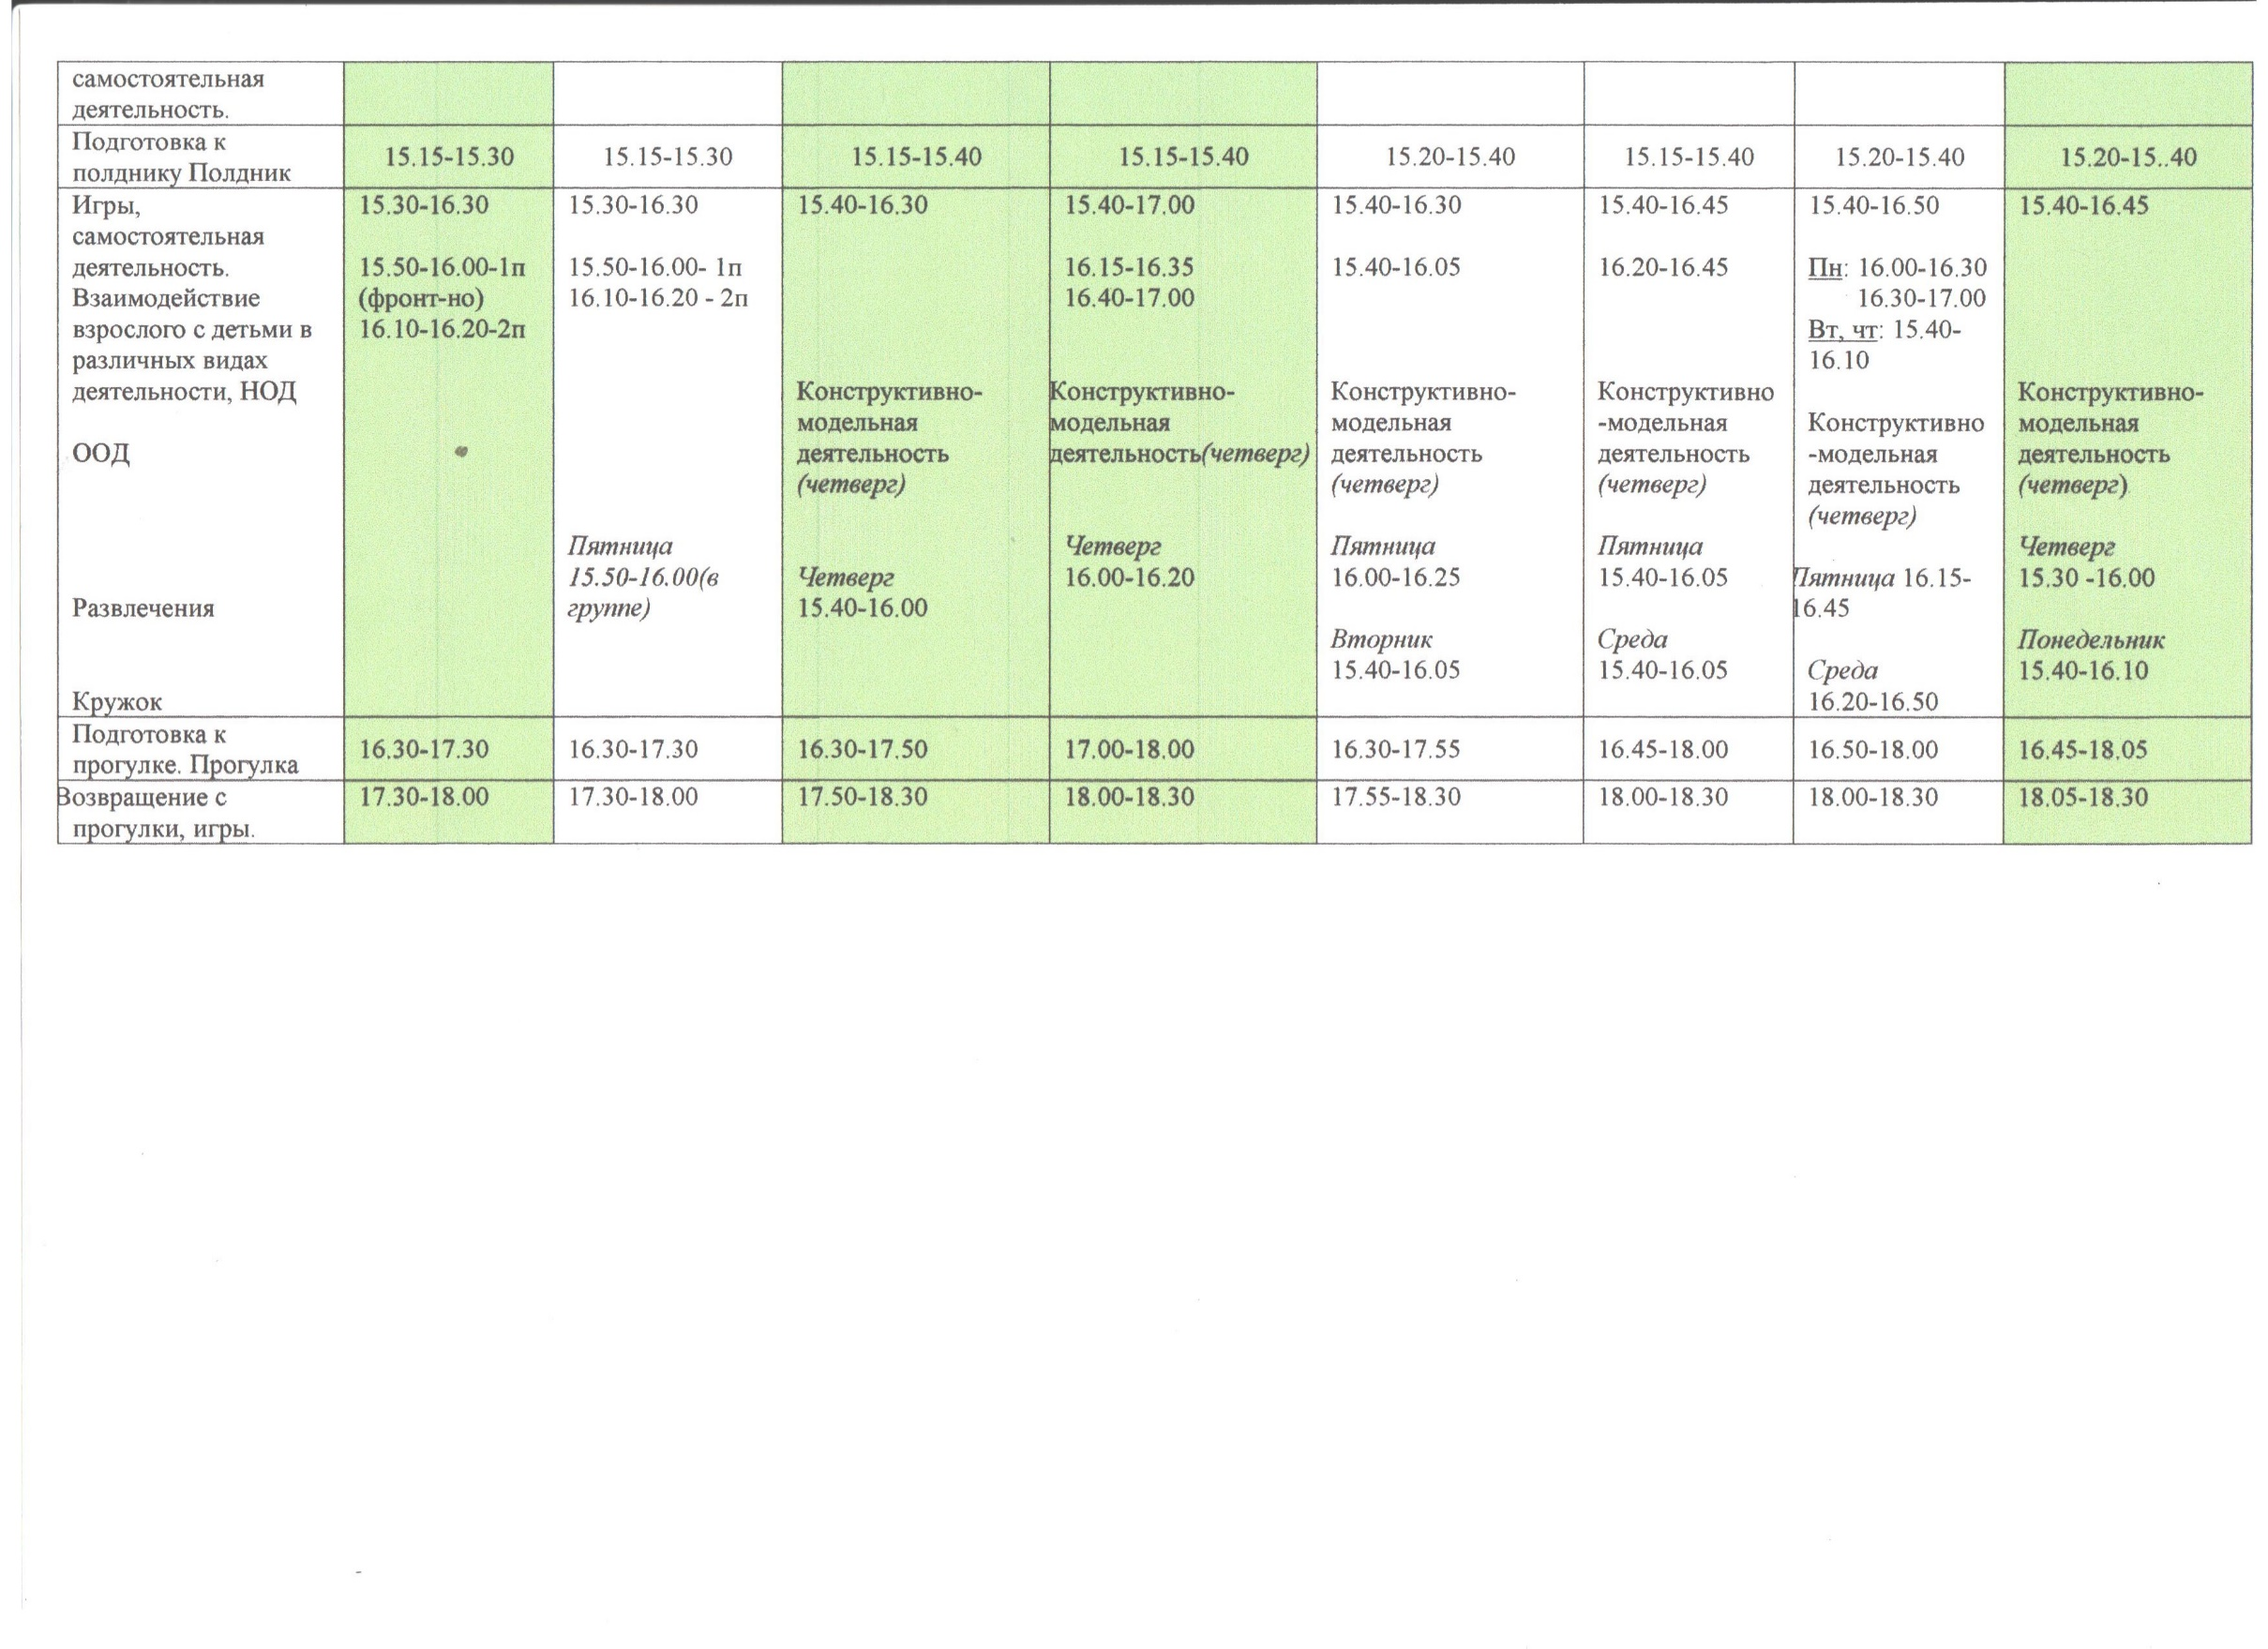 самостоятельная
деятельность.
Подготовка к
полднику Полдник
15.15-15.30
15.15-15.30
15.15-15.40
15.15-15.40
15.20-15.40
15.15-15.40
15.20-15.40
15.20-15..40
Игры,
самостоятельная
деятельность.
Взаимодействие
взрослого с детьми в
различных видах
деятельности, НОД
ООД
Развлечения
Кружок
15.30-16.30
15.50-16.00-1п
(фронт-но)
16.10-16.20-2п
15.30-16.30
15.50-16.00- 1п
16.10-16.20 - 2п
Пятница
15.50-16.00(в
группе)
15.40-16.30
Конструктивно-
модельная
деятельность
(четверг)
Четверг
15.40-16.00
15.40-17.00
16.15-16.35
16.40-17.00
Конструктивно-
модельная
деятельность(четверг)
Четверг
16.00-16.20
15.40-16.30
15.40-16.05
Конструктивно-
модельная
деятельность
(четверг)
Пятница
16.00-16.25
Вторник
15.40-16.05
15.40-16.45
16.20-16.45
Конструктивно
-модельная
деятельность
(четверг)
Пятница
15.40-16.05
Среда
15.40-16.05
15.40-16.50
Пн: 16.00-16.30
16.30-17.00
Вт, чт: 15.40-
16.10
Конструктивно
-модельная
деятельность
(четверг)
Пятница 16.15-
16.45
Среда
16.20-16.50
15.40-16.45
Конструктивно-
модельная
деятельность
(четверг)
Четверг
15.30 -16.00
Понедельник
15.40-16.10
Подготовка к
прогулке. Прогулка
16.30-17.30
16.30-17.30
16.30-17.50
17.00-18.00
16.30-17.55
16.45-18.00
16.50-18.00
16.45-18.05
Возвращение с
прогулки, игры.
17.30-18.00
17.30-18.00
17.50-18.30
18.00-18.30
17.55-18.30
18.00-18.30
18.00-18.30
18.05-18.30